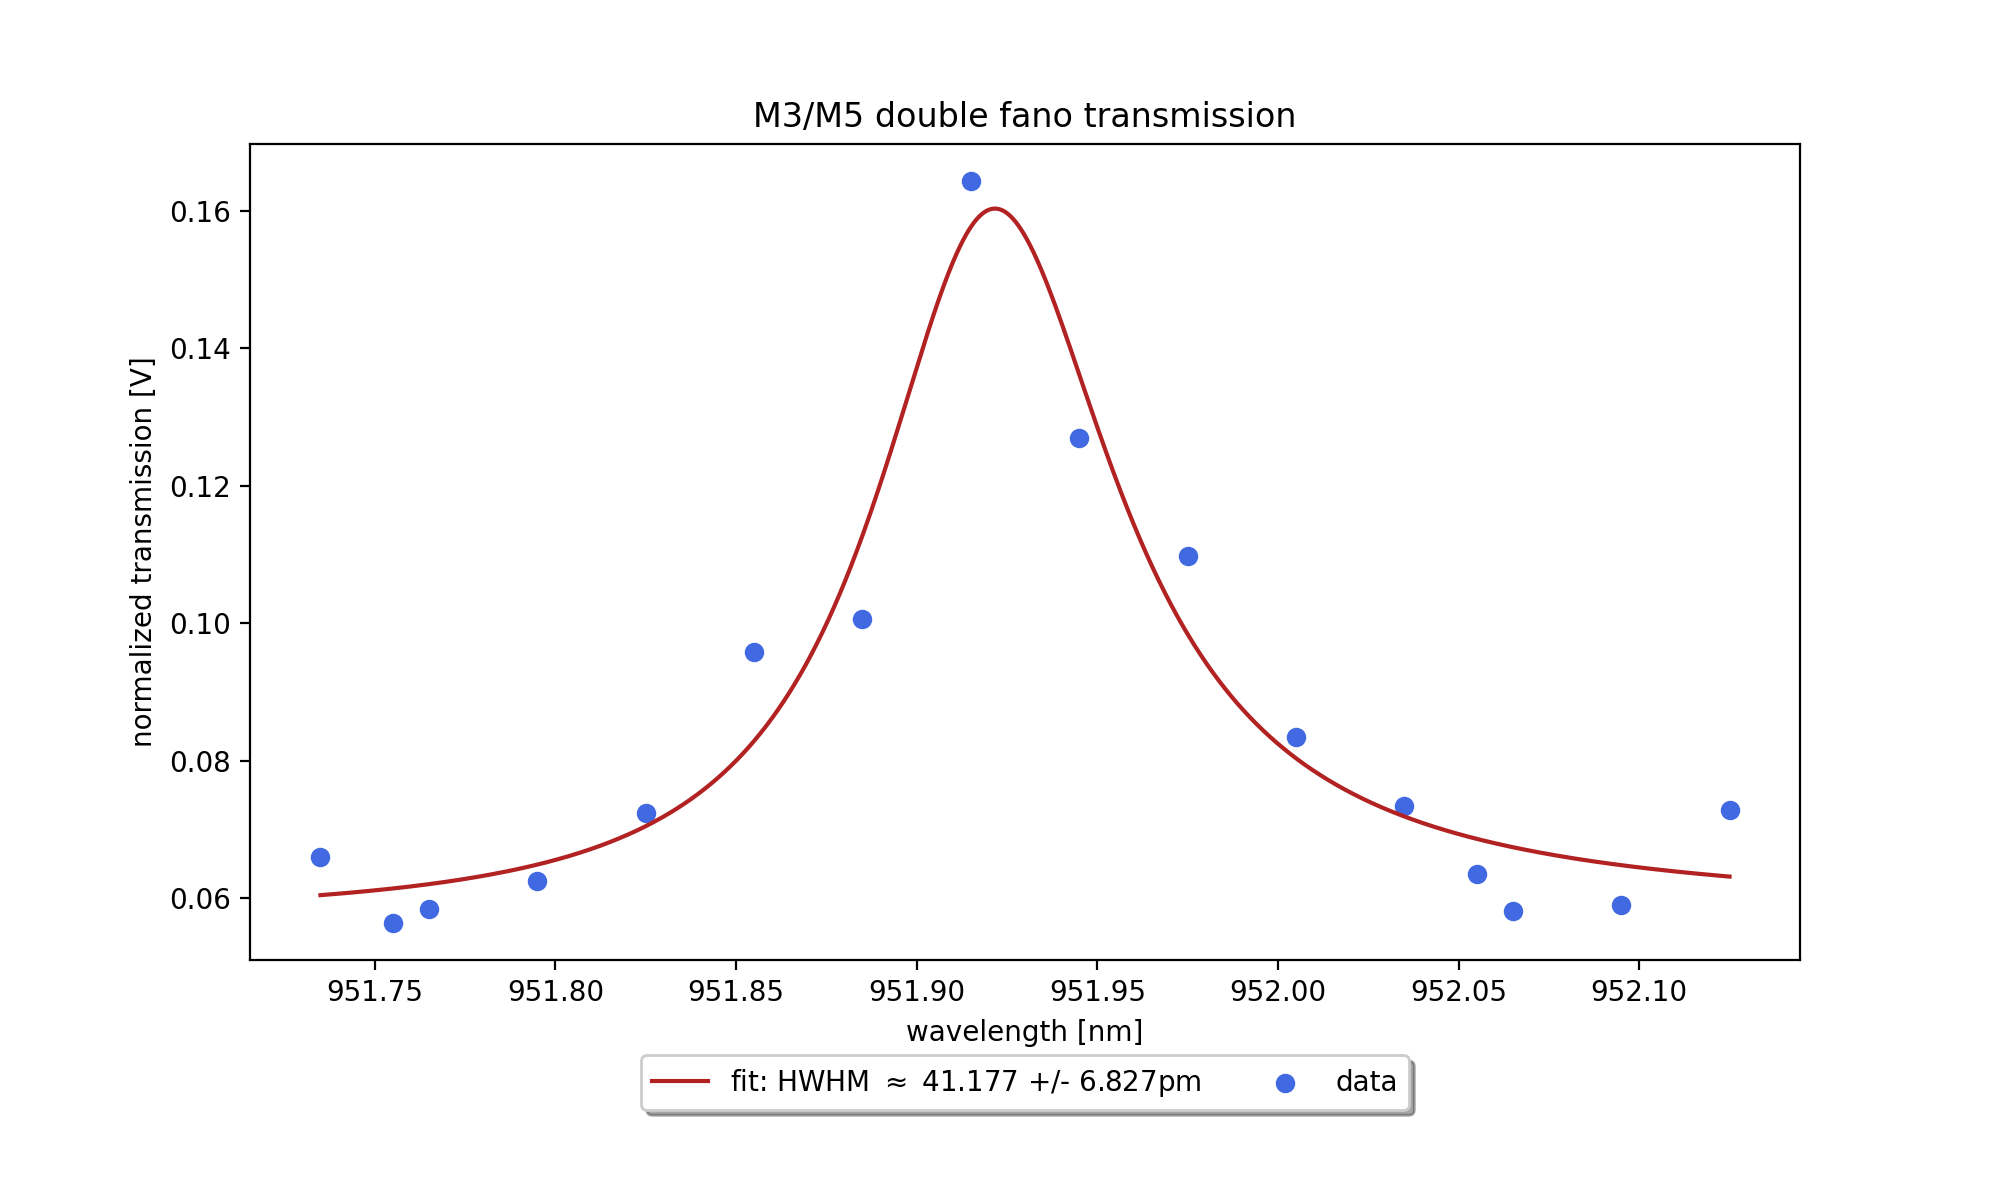 M3/M5 double fano transmission
normalized transmission [V]
0.16
0.14
0.12
0.10
0.08
0.06
951.75 951.80 951.85 951.90 951.95 952.00 952.05 952.10
wavelength [nm]
fit: HWHM ≈ 41.177 +/- 6.827pm data